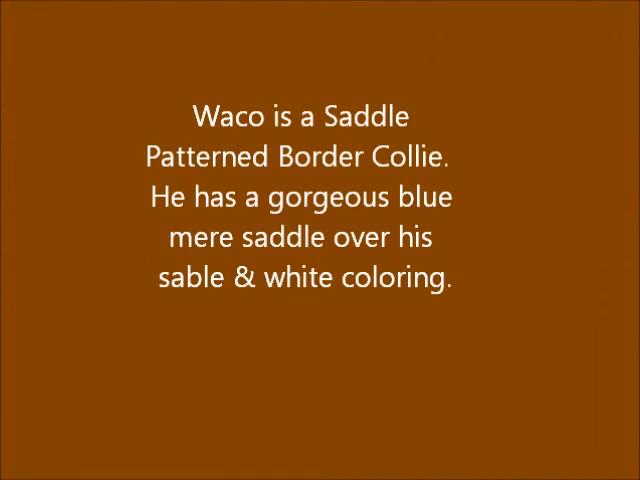 Waco is a Saddle
Patterned Border Collie.
He has a gorgeous blue
mere saddle over his
sable & white coloring.